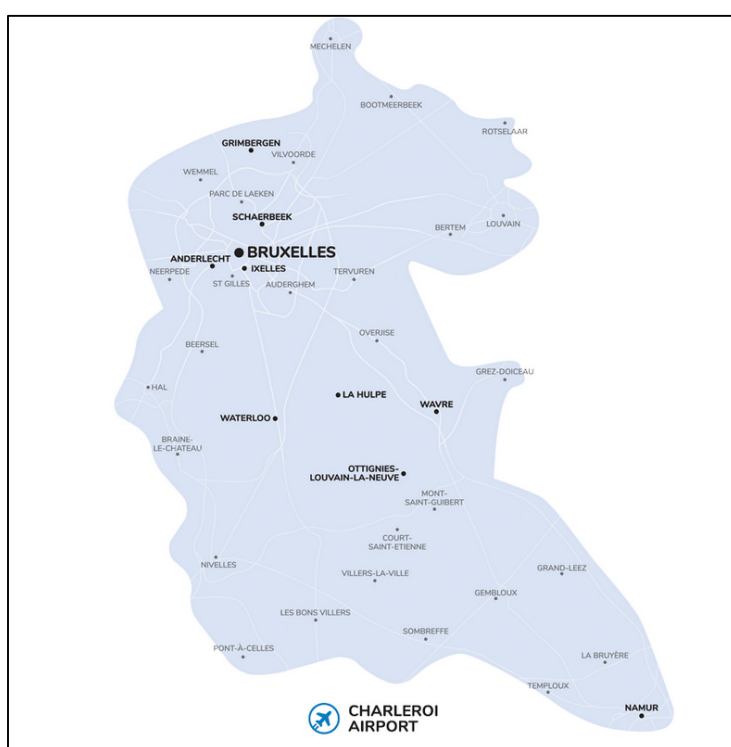 MECHELEN
BOOTMEERBEEK
ROTSELAAR
GRIMBERGEN
VILVOORDE
WEMMEL
PARC DE LAEKEN
SCHAERBEEK
LOUVAIN
BERTEM
BRUXELLES
ANDERLECHT
IXELLES
NEERPEDE
ST GILLES
AUDERGHEM
TERVUREN
OVERJISE
BEERSEL
GREZ-DOICEAU
HAL
LA HULPE
WAVRE
WATERLOO
BRAINE-
LE-CHATEAU
OTTIGNIES-
LOUVAIN-LA-NEUVE
MONT-
SAINT-GUIBERT
COURT-
SAINT-ETIENNE
NIVELLES
VILLERS-LA-VILLE
GRAND-LEEZ
GEMBLOUX
LES BONS VILLERS
SOMBREFFE
PONT-À-CELLES
LA BRUYÈRE
TEMPLOUX
NAMUR
CHARLEROI
AIRPORT